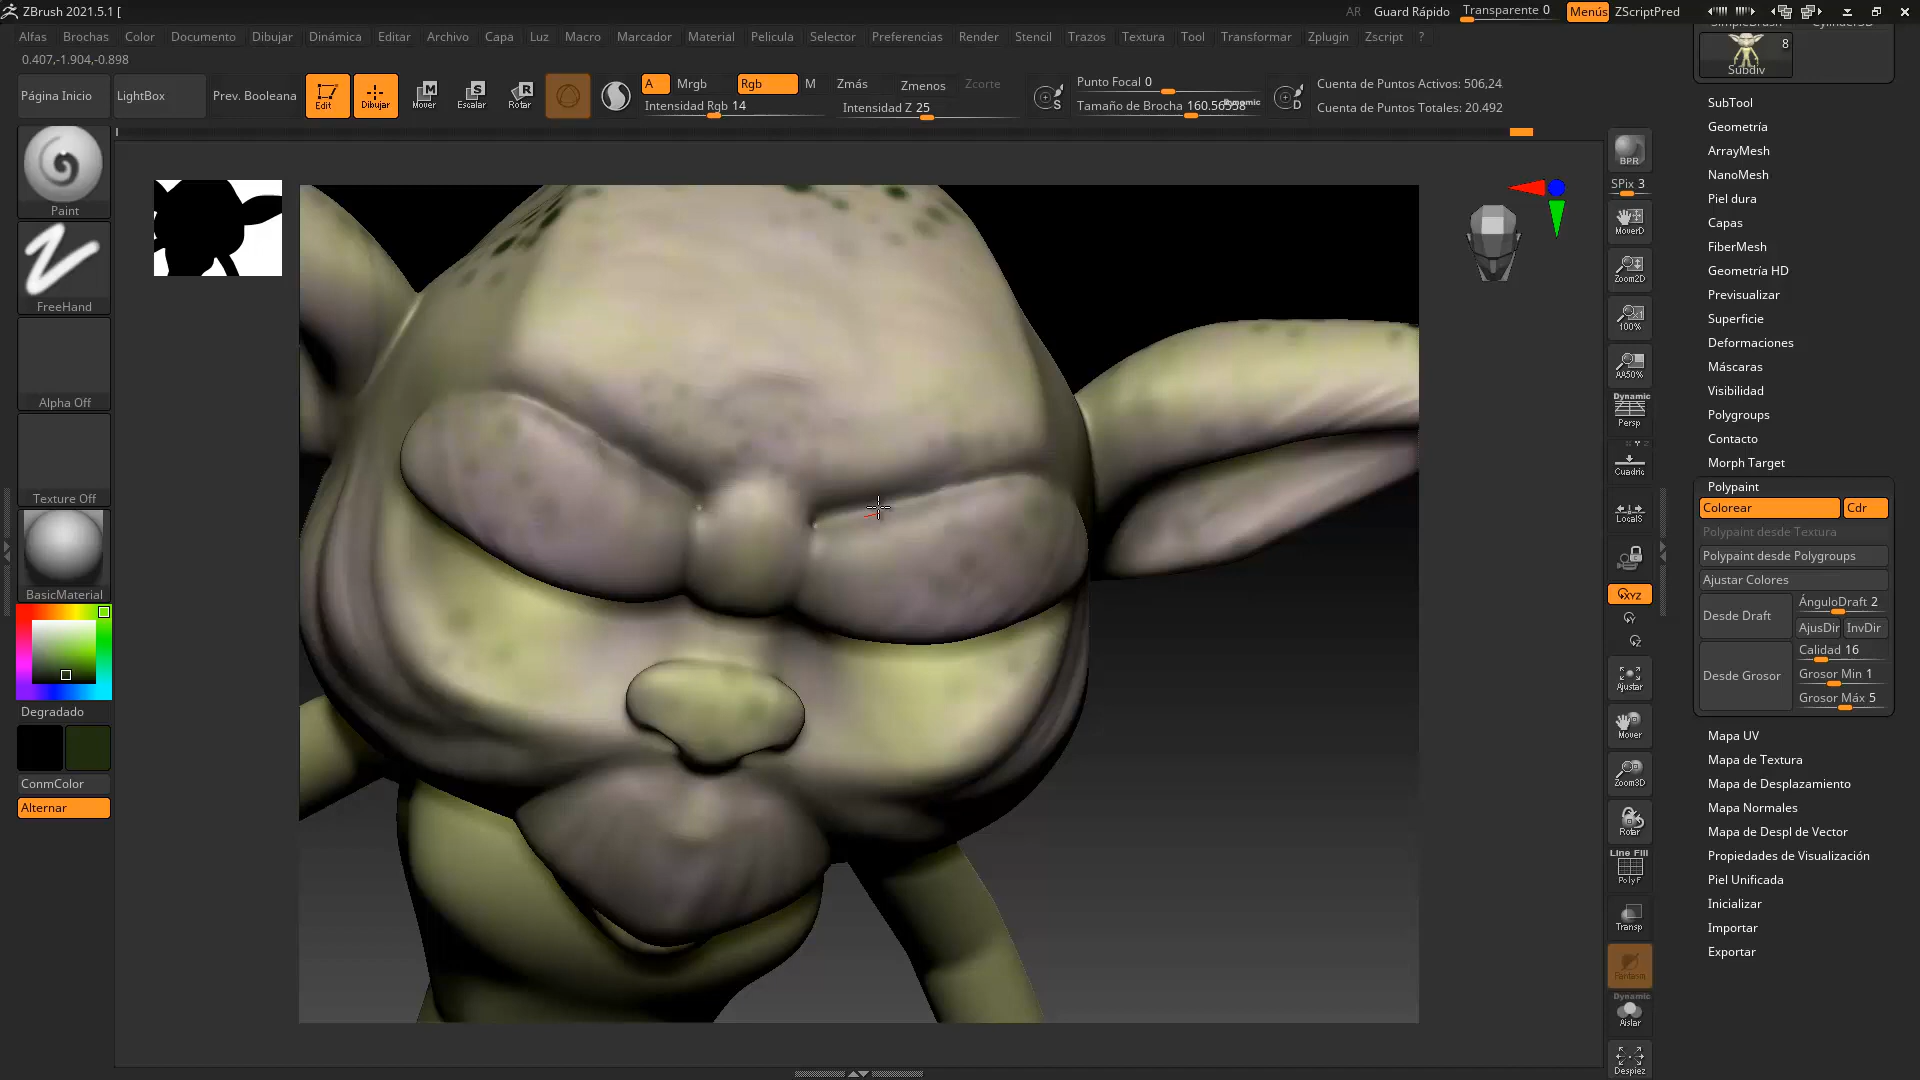 ZBrush 2021.5.1 [
AR
Guard Rápido
Transparente 0
Menús
ZScriptPred
Alfas
Brochas
Color
Documento
Dibujar
Dinámica
Editar
Archivo
Capa
Luz
Macro
Marcador
Material
Película
Selector
Preferencias
Render
Stencil
Trazos
Textura
Tool
Transformar
Zplugin
Zscript
?
0.407,-1.904,-0.898
Página Inicio
LightBox
Prev. Booleana
Edit
Dibujar
Mover
Escalar
Rotar
A
Mrgb
Rgb
M
Zmás
Zmenos
Zcorte
Intensidad Rgb 14
Intensidad Z 25
Punto Focal 0
Tamaño de Brocha 160.56558
Dynamic
S
D
Cuenta de Puntos Activos: 506,24
Cuenta de Puntos Totales: 20.492
Paint
FreeHand
Alpha Off
Texture Off
BasicMaterial
Degradado
ConmColor
Alternar
BPR
SPix 3
MoverD
Zoom2D
100%
AA50%
Dynamic
Persp
Cuadric
LocalS
XYZ
Ajustar
Mover
Zoom3D
Rotar
Line Fill
PolyF
Transp
Fantasm
Dynamic
Aislar
Despiez
8
Subdiv
SubTool
Geometría
ArrayMesh
NanoMesh
Piel dura
Capas
FiberMesh
Geometría HD
Previsualizar
Superficie
Deformaciones
Máscaras
Visibilidad
Polygroups
Contacto
Morph Target
Polypaint
Colorear
Cdr
Polypaint desde Textura
Polypaint desde Polygroups
Ajustar Colores
Desde Draft
ÁnguloDraft 2
AjusDir
InvDir
Desde Grosor
Calidad 16
Grosor Min 1
Grosor Máx 5
Mapa UV
Mapa de Textura
Mapa de Desplazamiento
Mapa Normales
Mapa de Despl de Vector
Propiedades de Visualización
Piel Unificada
Inicializar
Importar
Exportar